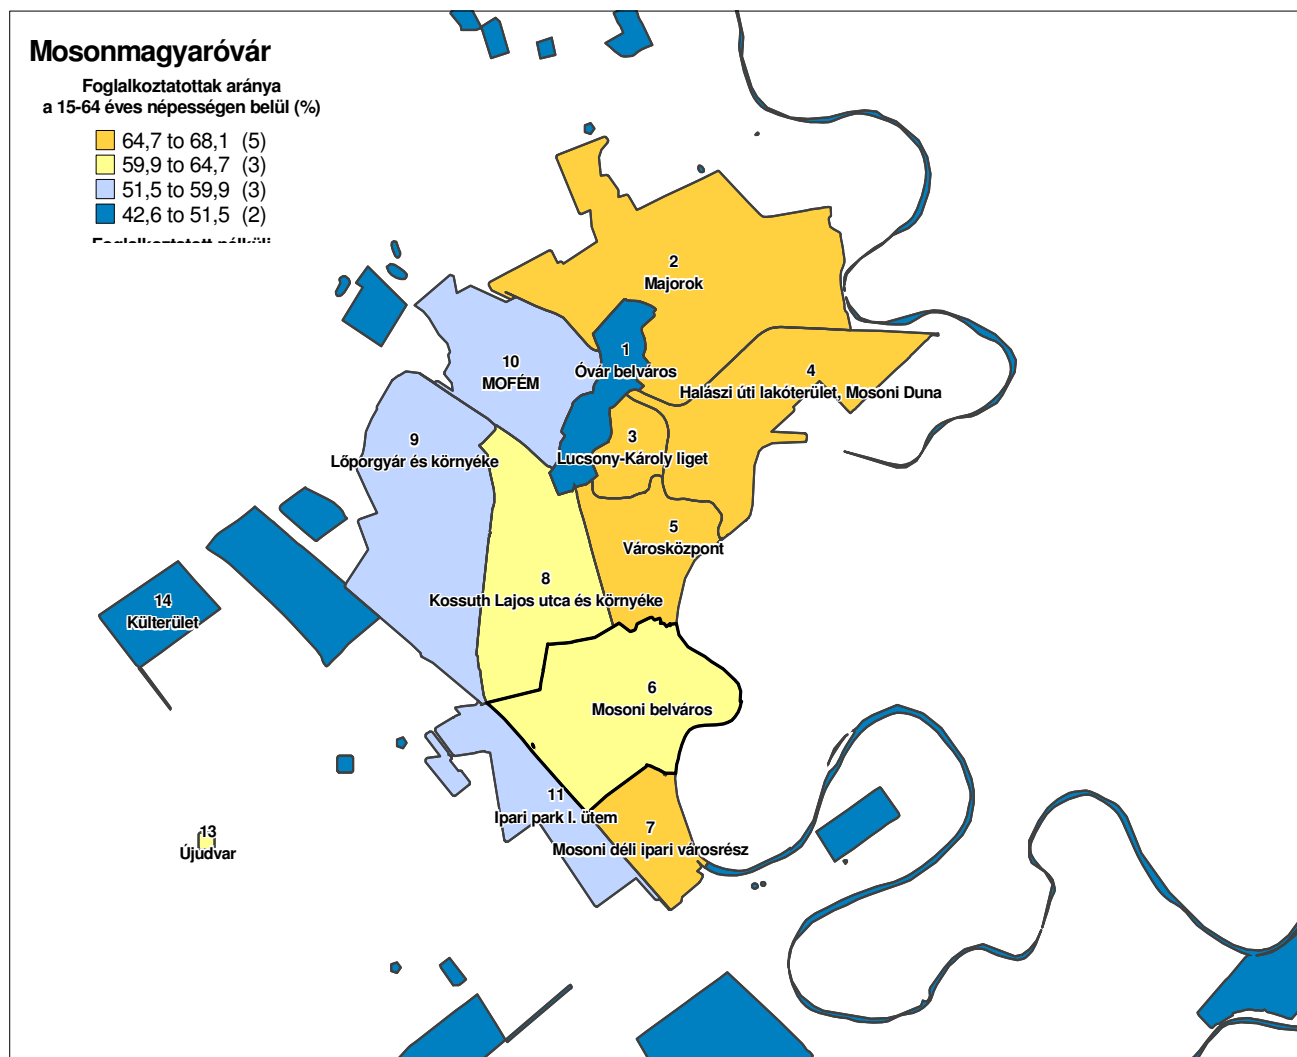 Mosonmagyaróvár
Foglalkoztatottak aránya
a 15-64 éves népességen belül (%)
64,7 to 68,1 (5)
59,9 to 64,7 (3)
51,5 to 59,9 (3)
42,6 to 51,5 (2)
Foglalkoztatott nélküli
2
Majorok
1
Óvár belváros
10
MOFÉM
4
Halászi úti lakóterület, Mosoni Duna
3
Lucsony-Károly liget
9
Lőporgyár és környéke
5
Városközpont
8
Kossuth Lajos utca és környéke
14
Külterület
6
Mosoni belváros
11
Ipari park I. ütem
7
Mosoni déli ipari városrész
13
Újudvar